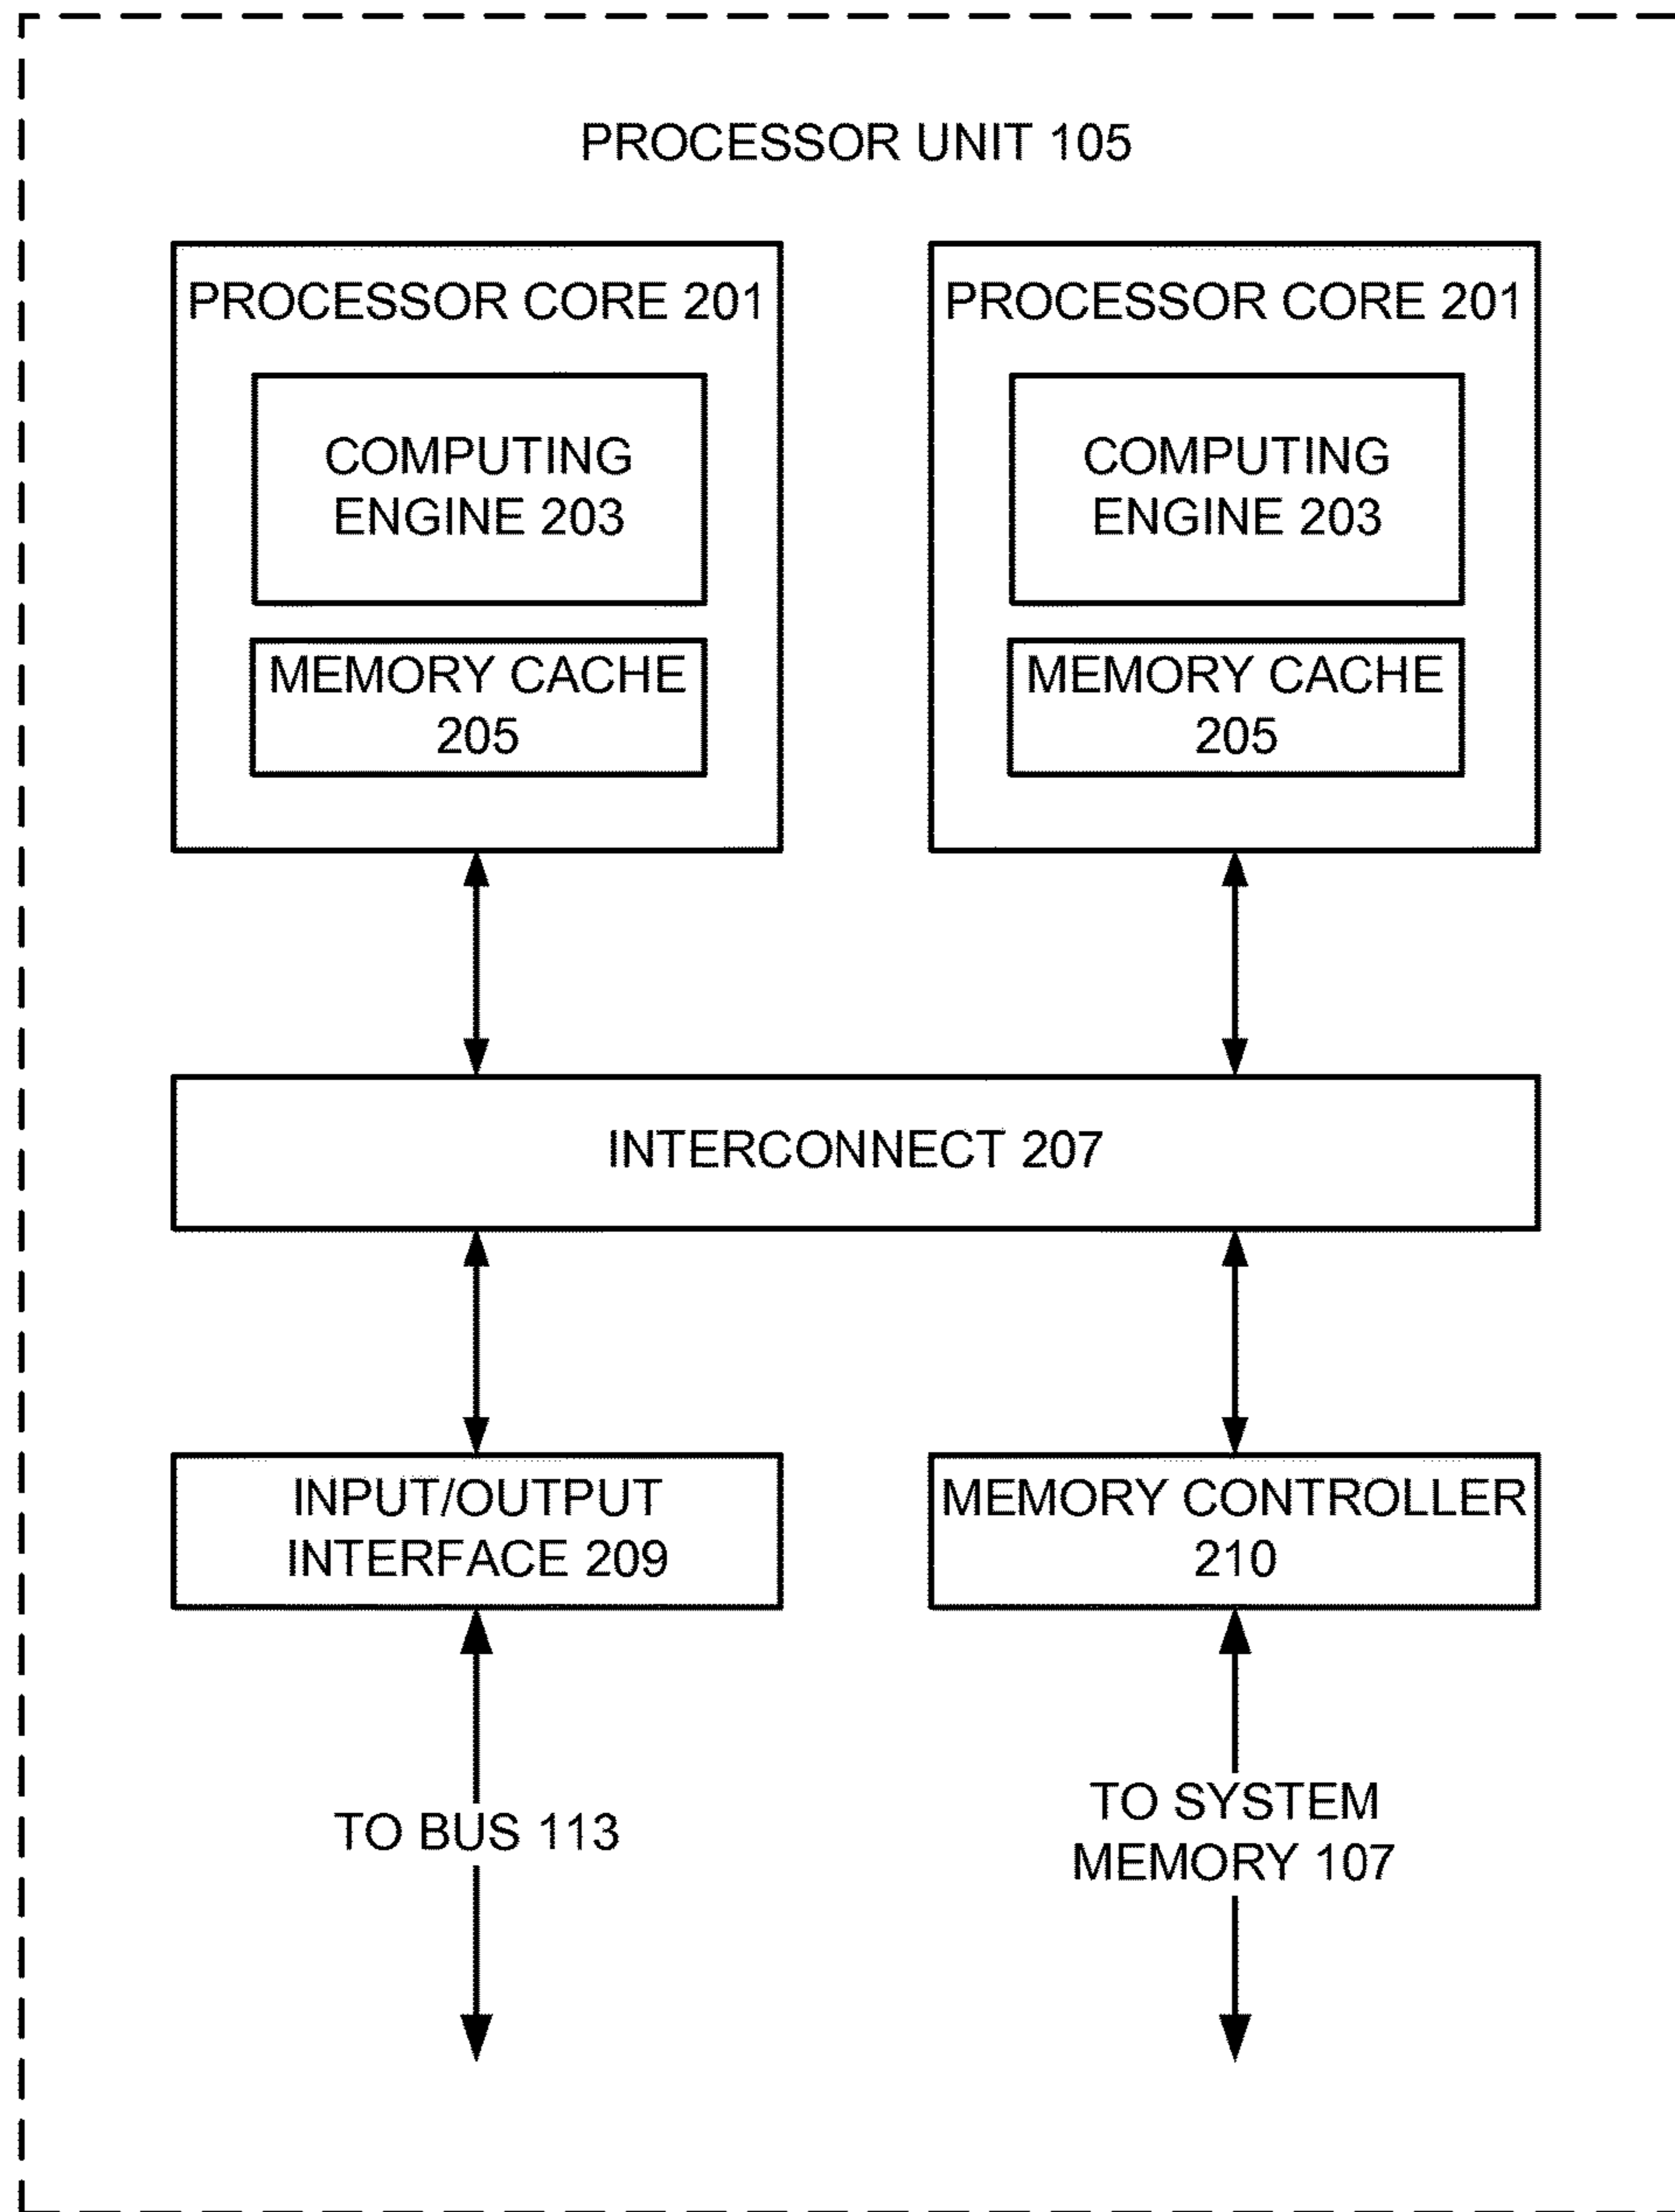 PROCESSOR UNIT 105
PROCESSOR CORE 201
COMPUTING
ENGINE 203
MEMORY CACHE
205
PROCESSOR CORE 201
COMPUTING
ENGINE 203
MEMORY CACHE
205
INTERCONNECT 207
INPUT/OUTPUT
INTERFACE 209
MEMORY CONTROLLER
210
TO BUS 113
TO SYSTEM
MEMORY 107